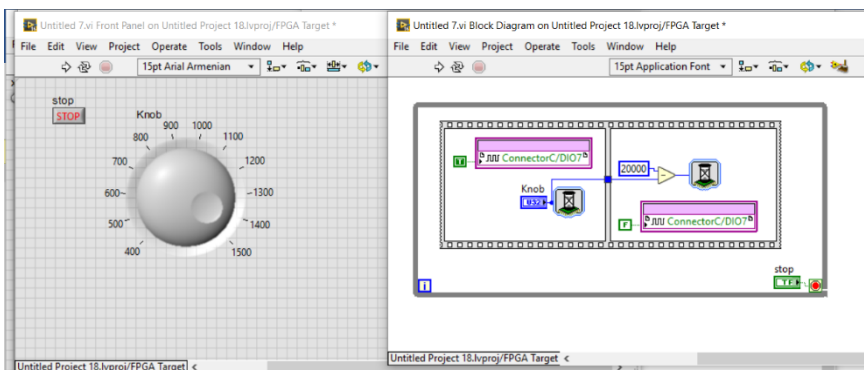 Untitled 7.vi Front Panel on Untitled Project 18.lvproj/FPGA Target *
File Edit View Project Operate Tools Window Help
15pt Arial Armenian
stop
STOP
Knob
400
500
600
700
800
900
1000
1100
1200
1300
1400
1500
Untitled Project 18.lvproj/FPGA Target <
Untitled 7.vi Block Diagram on Untitled Project 18.lvproj/FPGA Target *
File Edit View Project Operate Tools Window Help
15pt Application Font
T
ConnectorC/DIO7
Knob
U32
20000
-
F
ConnectorC/DIO7
stop
TF
i
Untitled Project 18.lvproj/FPGA Target <